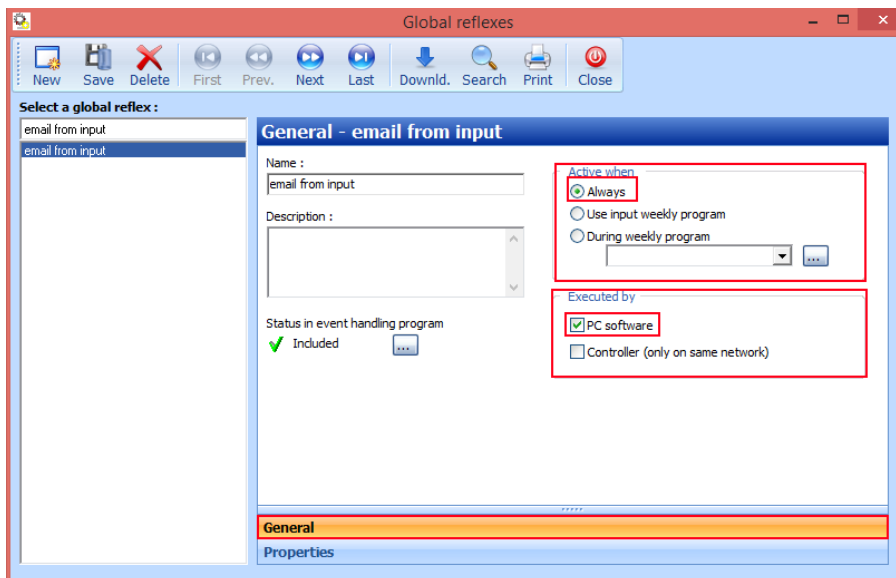 Global reflexes
New Save Delete First Prev. Next Last Downld. Search Print Close
Select a global reflex :
email from input
email from input
General - email from input
Name :
email from input
Description :
Status in event handling program
Included
...
Active when
Always
Use input weekly program
During weekly program
...
Executed by
PC software
Controller (only on same network)
General
Properties